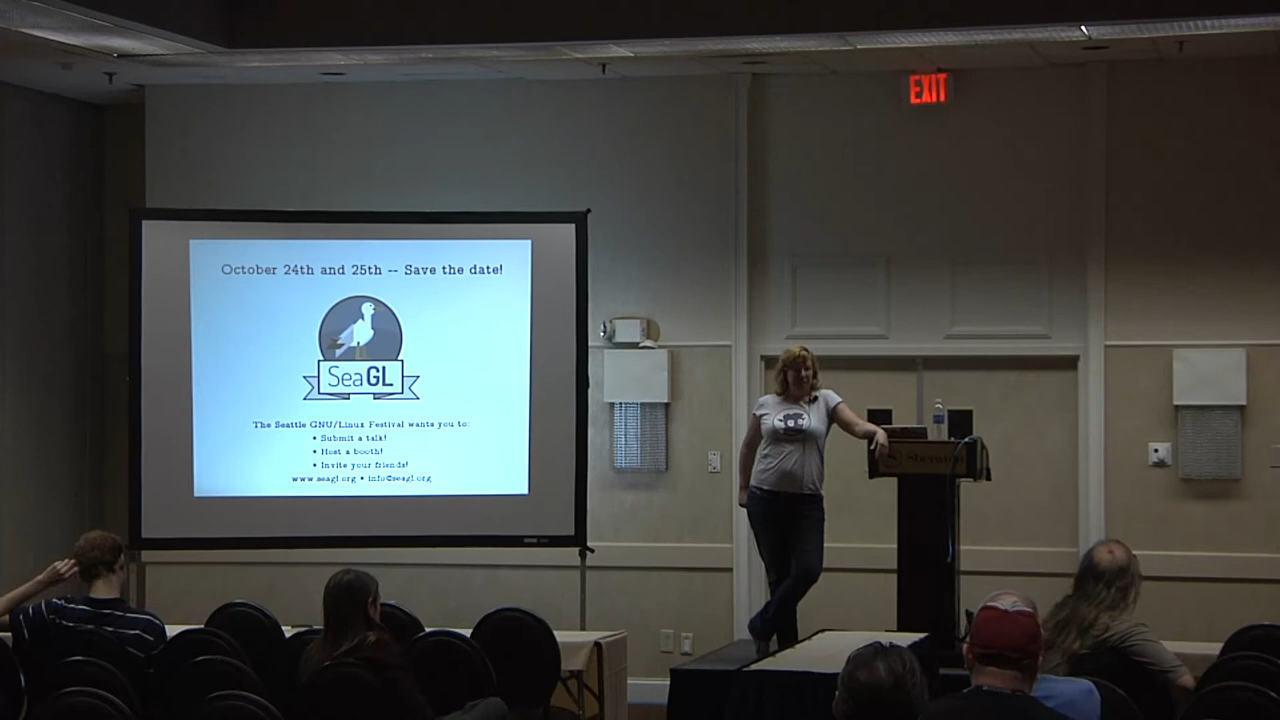 EXIT
October 24th and 25th -- Save the date!
SeaGL
The Seattle GNU/Linux Festival wants you to:
• Submit a talk!
• Host a booth!
• Invite your friends!
www.seagl.org • info@seagl.org
Sheraton